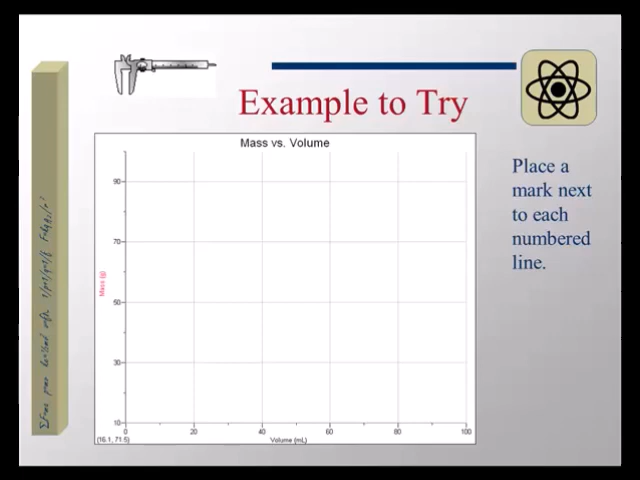 Example to Try
Mass vs. Volume
90
70
50
30
10
Mass (g)
0
20
40
60
80
100
Volume (mL)
(16.1, 71.5)
Place a
mark next
to each
numbered
line.